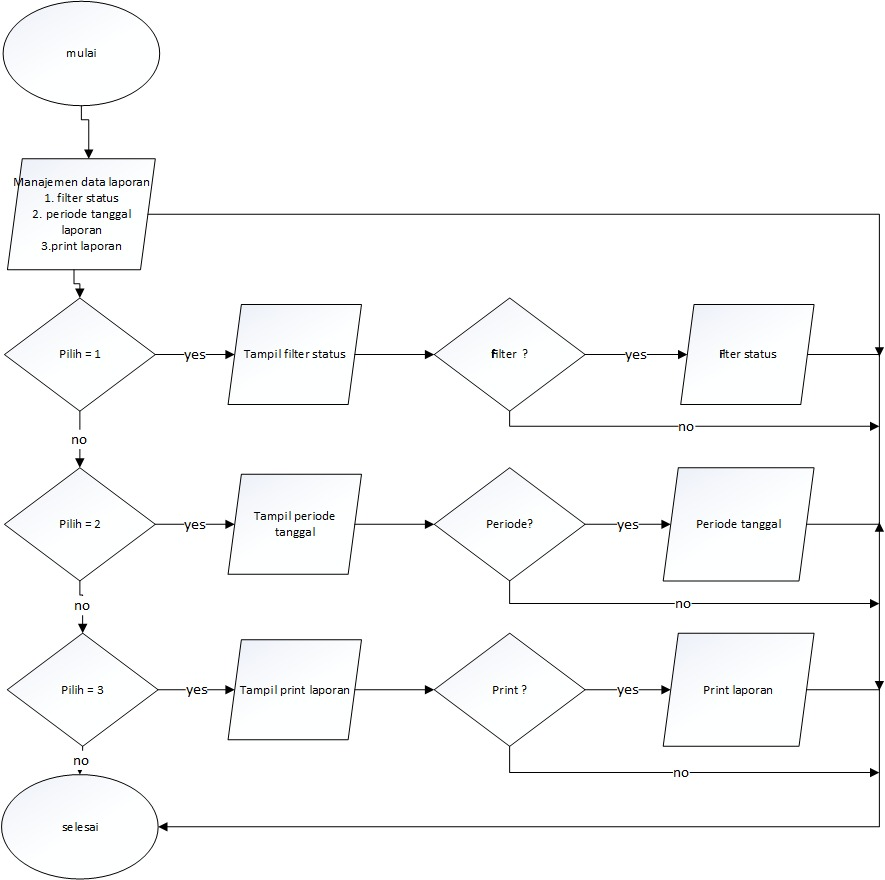 mulai
Manajemen data laporan
1. filter status
2. periode tanggal
laporan
3.print laporan
Pilih = 1
yes
Tampil filter status
filter ?
yes
filter status
no
no
Pilih = 2
yes
Tampil periode
tanggal
Periode?
yes
Periode tanggal
no
no
Pilih = 3
yes
Tampil print laporan
Print ?
yes
Print laporan
no
no
selesai